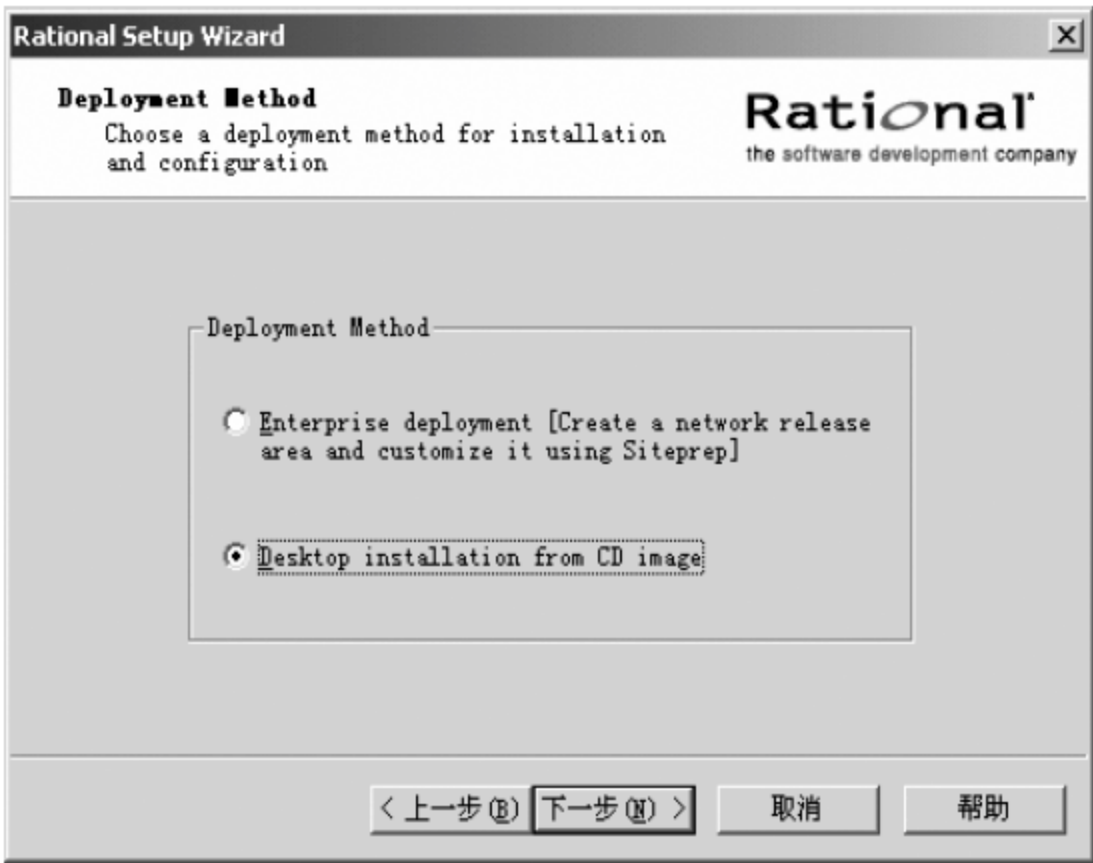 Rational Setup Wizard
Deployment Method
Choose a deployment method for installation
and configuration
Rational
the software development company
Deployment Method
Enterprise deployment [Create a network release
area and customize it using Siteprep]
Desktop installation from CD image
< 上一步(B) 下一步(N) > 取消 帮助